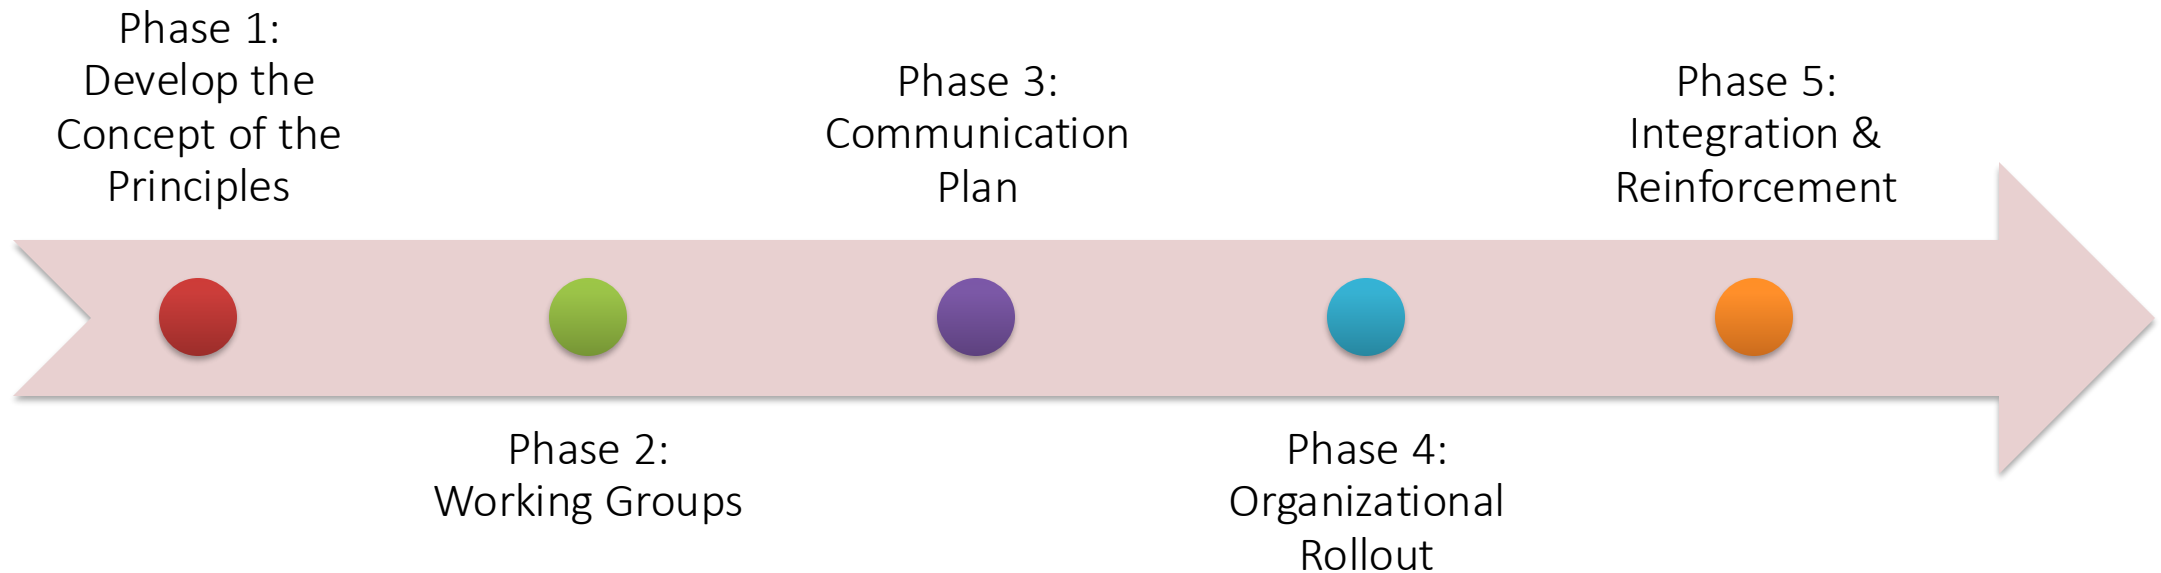 Phase 1:
Develop the
Concept of the
Principles
Phase 2:
Working Groups
Phase 3:
Communication
Plan
Phase 4:
Organizational
Rollout
Phase 5:
Integration &
Reinforcement